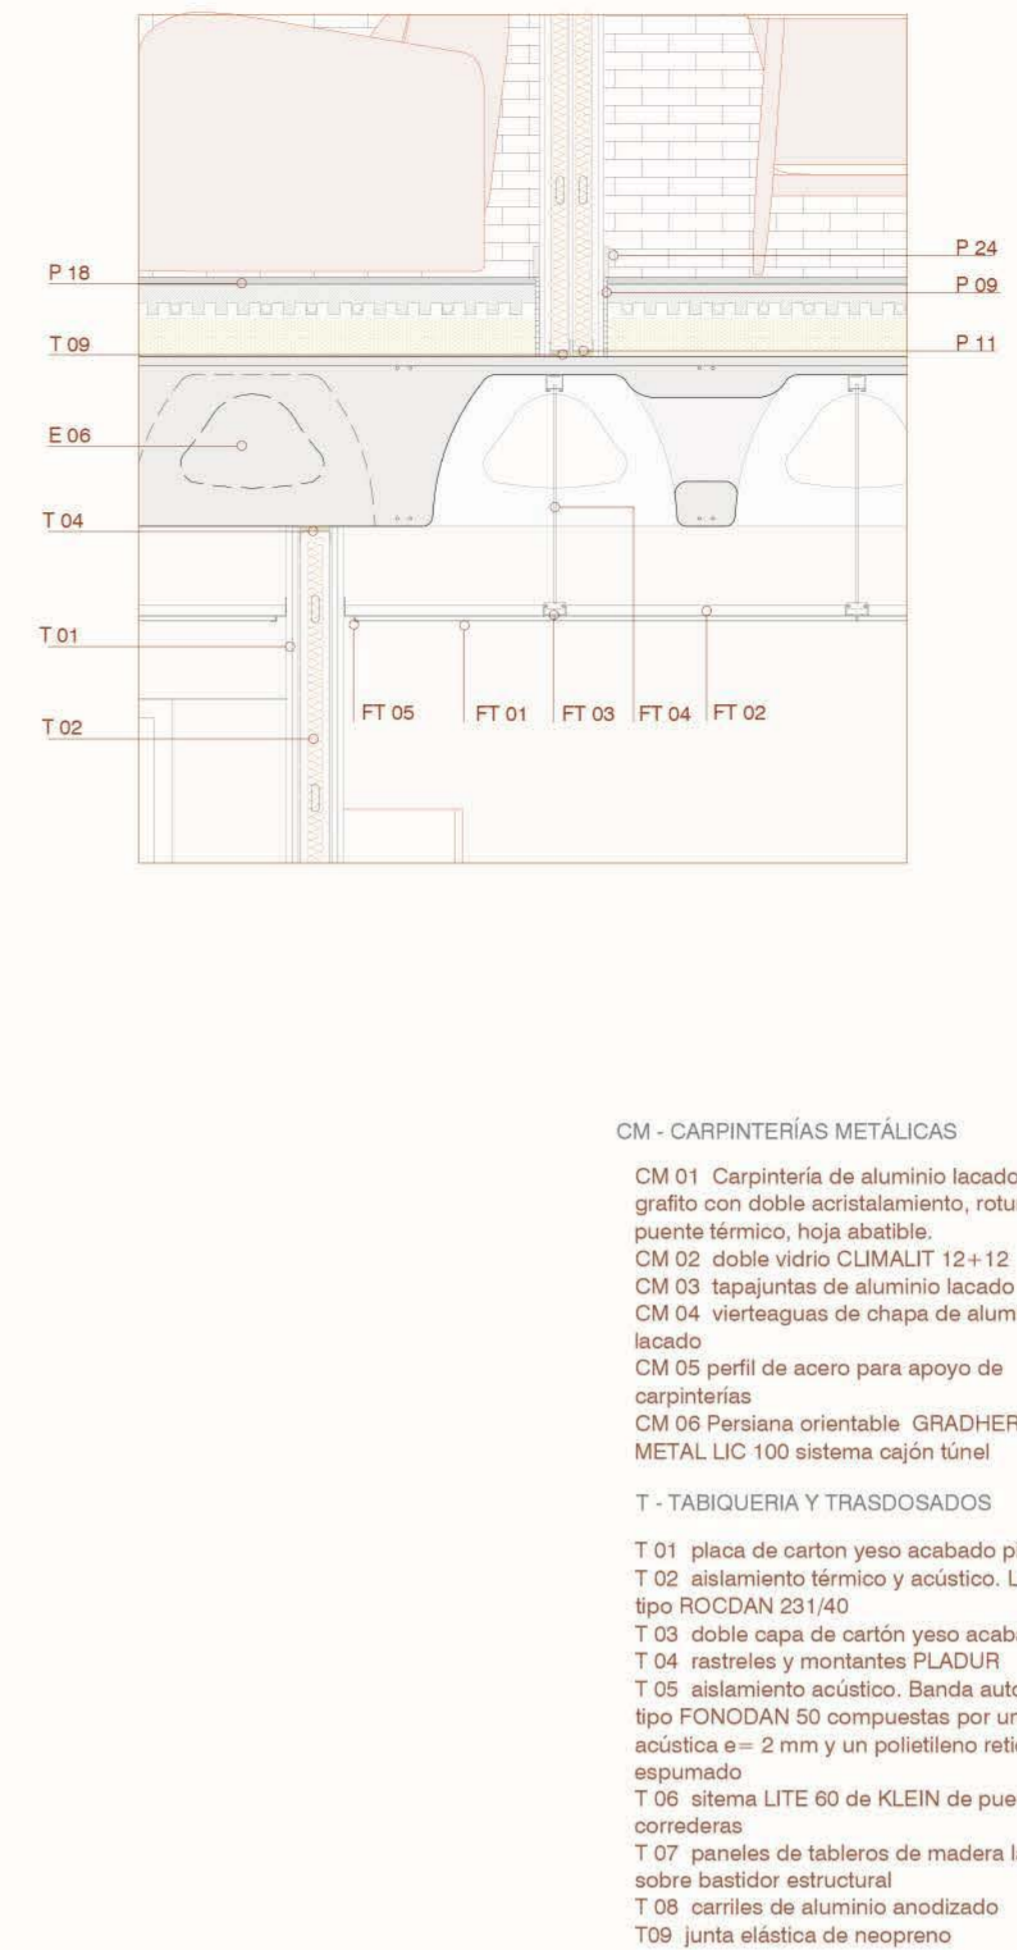 P 24
P 18
P 09
T 09
P 11
E 06
T 04
T 01
FT 05
FT 01
FT 03
FT 04
FT 02
T 02
CM - CARPINTERÍAS METÁLICAS
CM 01 Carpintería de aluminio lacado
grafito con doble acristalamiento,
puente térmico, hoja abatible.
CM 02 doble vidrio CLIMALIT 12+12
CM 03 tapajuntas de aluminio lacado
CM 04 vierteaguas de chapa de
lacado
CM 05 perfil de acero para apoyo de
carpinterías
CM 06 Persiana orientable GRADHER
METAL LIC 100 sistema cajón túnel
T - TABIQUERIA Y TRASDOSADOS
T 01 placa de carton yeso acabado
T 02 aislamiento térmico y acústico.
tipo ROCDAN 231/40
T 03 doble capa de cartón yeso
T 04 rastreles y montantes PLADUR
T 05 aislamiento acústico. Banda
tipo FONODAN 50 compuestas por
acústica e= 2 mm y un polietileno
espumado
T 06 sitema LITE 60 de KLEIN de
correderas
T 07 paneles de tableros de madera
sobre bastidor estructural
T 08 carriles de aluminio anodizado
T09 junta elástica de neopreno